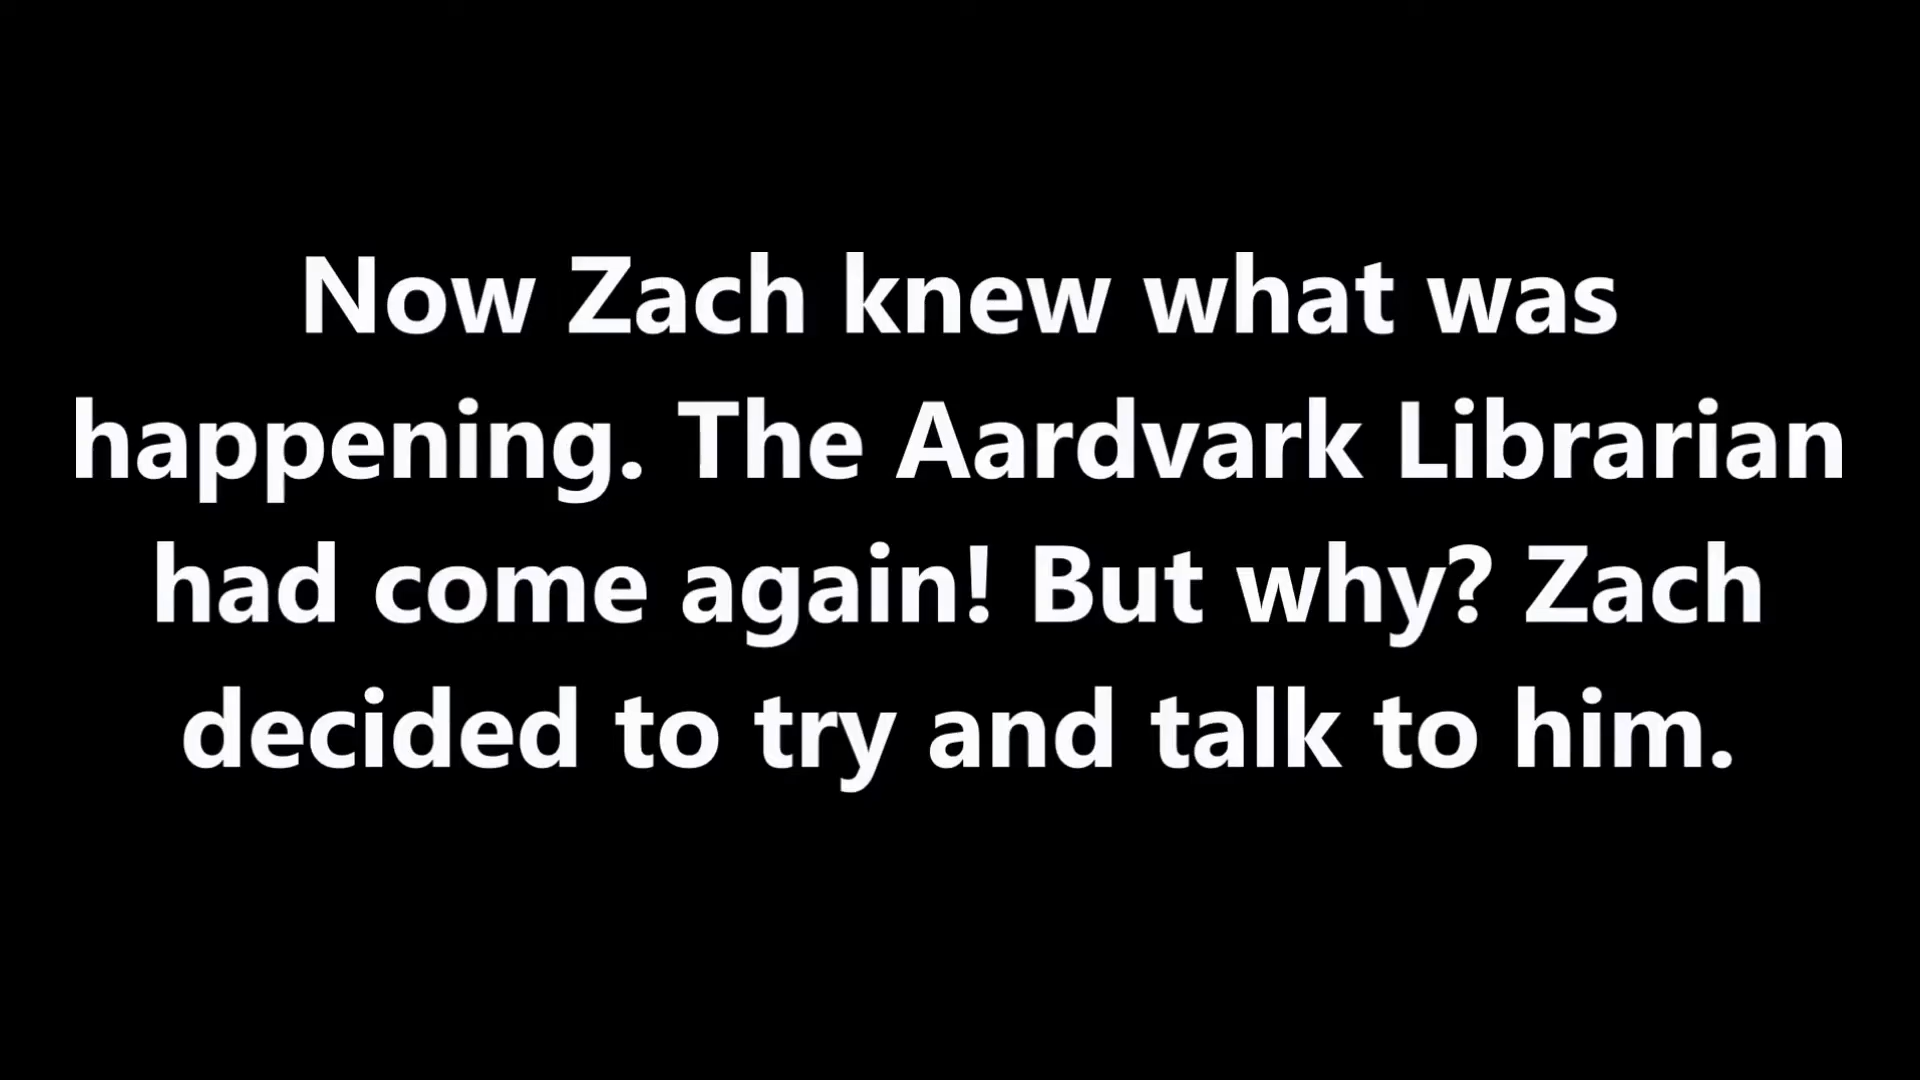 Now Zach knew what was
happening. The Aardvark Librarian
had come again! But why? Zach
decided to try and talk to him.